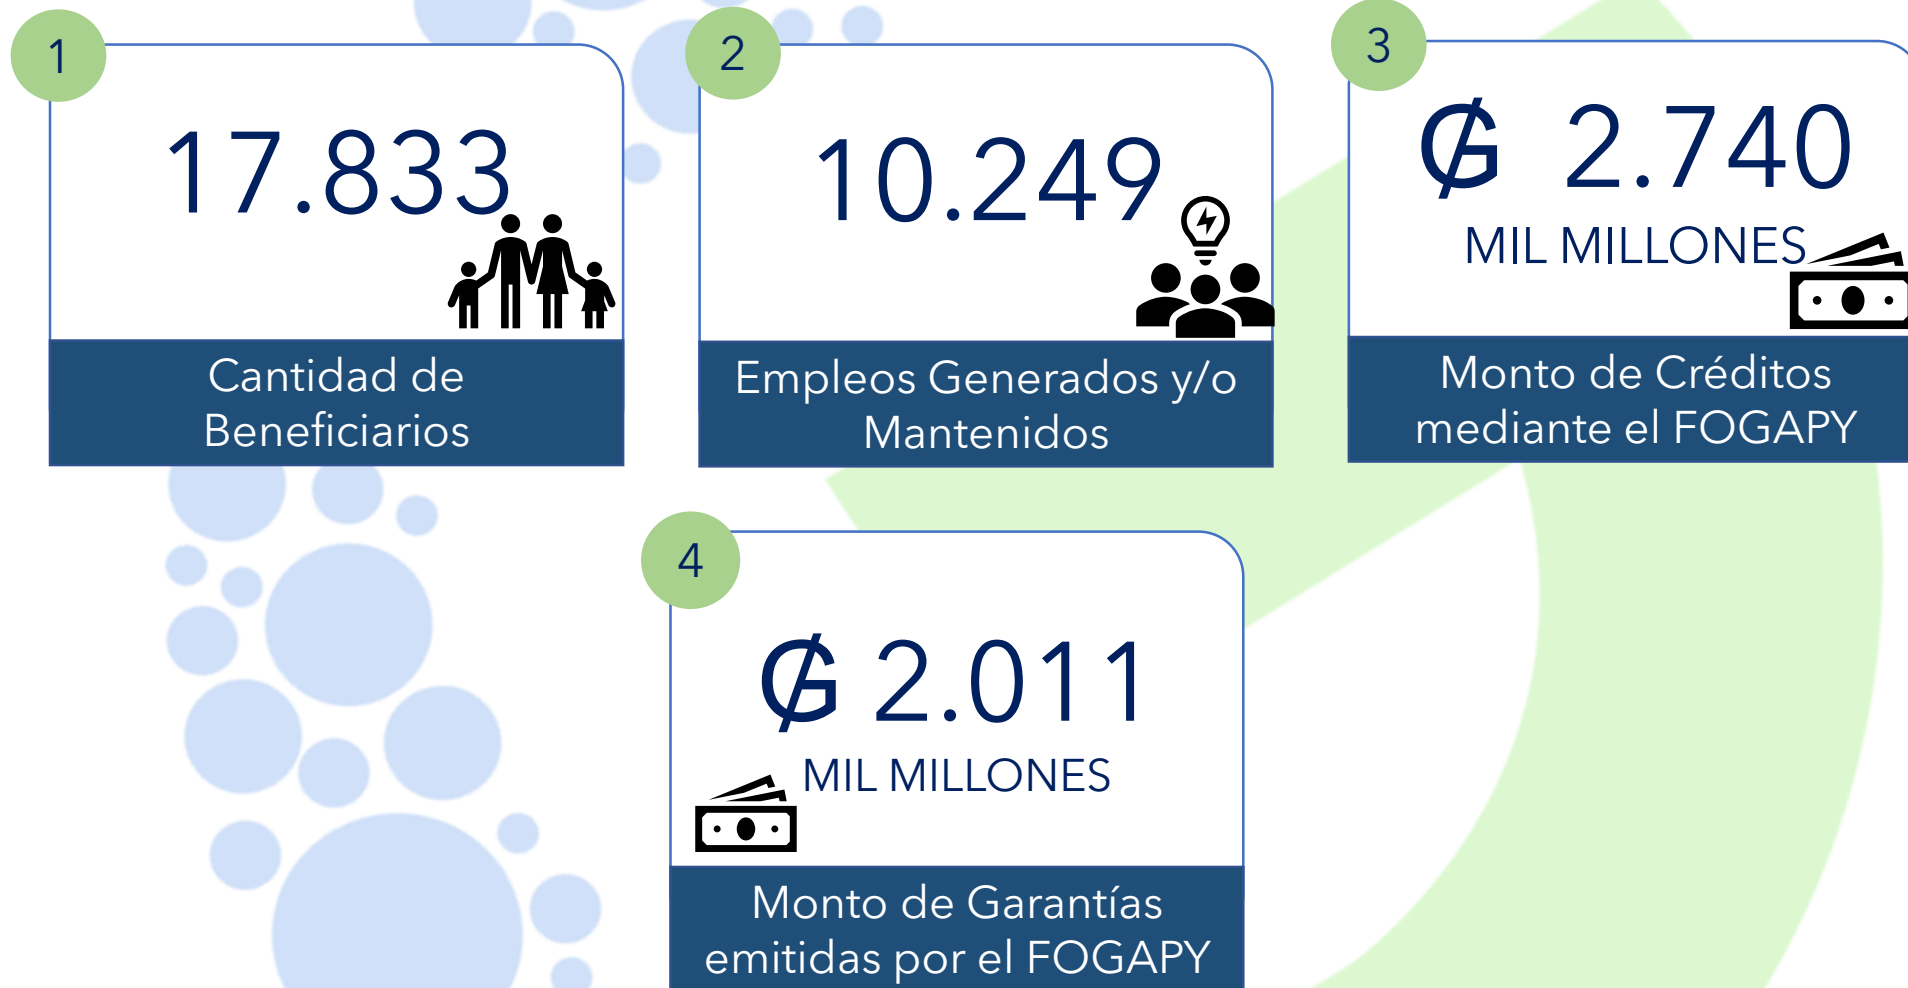 1
17.833
Cantidad de
Beneficiarios
2
10.249
Empleos Generados y/o
Mantenidos
3
₲ 2.740
MIL MILLONES
Monto de Créditos
mediante el FOGAPY
4
₲ 2.011
MIL MILLONES
Monto de Garantías
emitidas por el FOGAPY